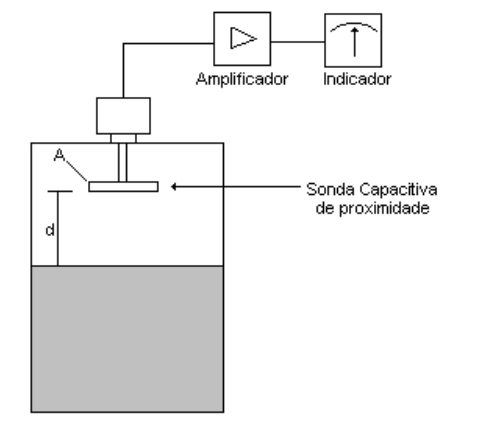 Amplificador
Indicador
A
Sonda Capacitiva
de proximidade
d